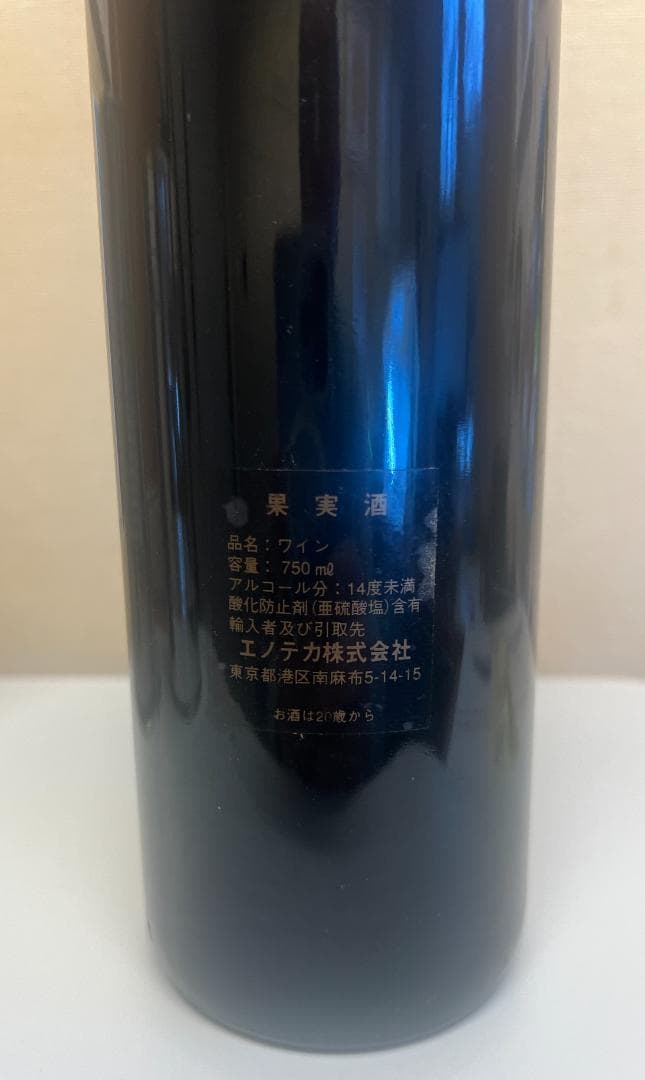 果実酒
品名：ワイン
容量：750㎖
アルコール分：14度未満
酸化防止剤(亜硫酸塩)含有
輸入者及び引取先
エノテカ株式会社
東京都港区南麻布5-14-15
お酒は20歳から